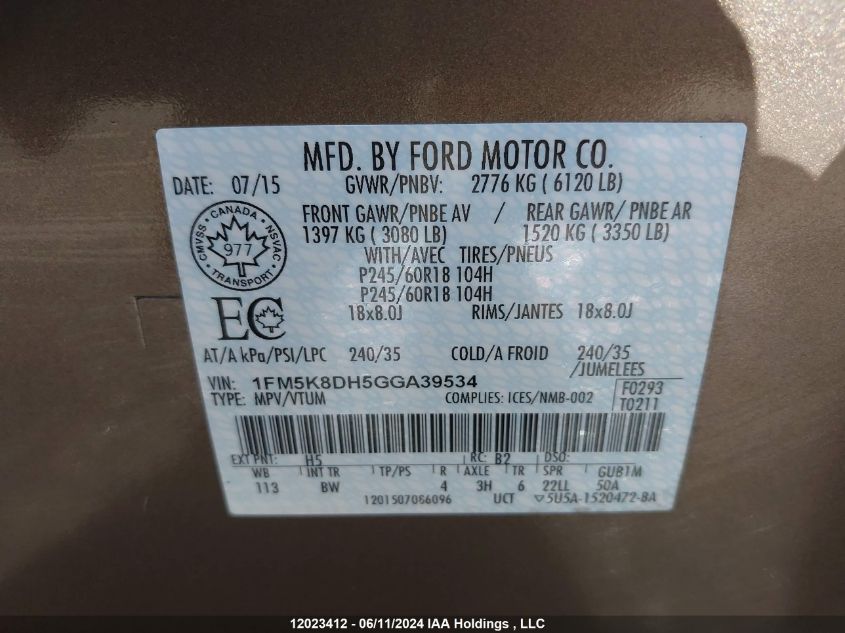 MFD. BY FORD MOTOR CO.
DATE: 07/15 GVWR/PNBV: 2776 KG ( 6120 LB)
FRONT GAWR/PNBE AV / REAR GAWR/ PNBE AR
1397 KG ( 3080 LB) 1520 KG ( 3350 LB)
WITH/AVEC TIRES/PNEUS
P245/60R18 104H
P245/60R18 104H
18x8.0J RIMS/JANTES 18x8.0J
CANADA
CMVSS NSVAC
977
TRANSPORT
EC
AT/A kPa/PSI/LPC 240/35 COLD/A FROID 240/35
/JUMELEES
VIN: 1FM5K8DH5GGA39534
TYPE: MPV/VTUM COMPLIES: ICES/NMB-002
F0293
T0211
EXT PNT: H5 RC: B2 DSO:
WB INT TR TP/PS R AXLE TR SPR GUB1M
113 BW 4 3H 6 22LL 50A
1201507086096 UCT ▽5U5A-1520472-BA
12023412 - 06/11/2024 IAA Holdings , LLC